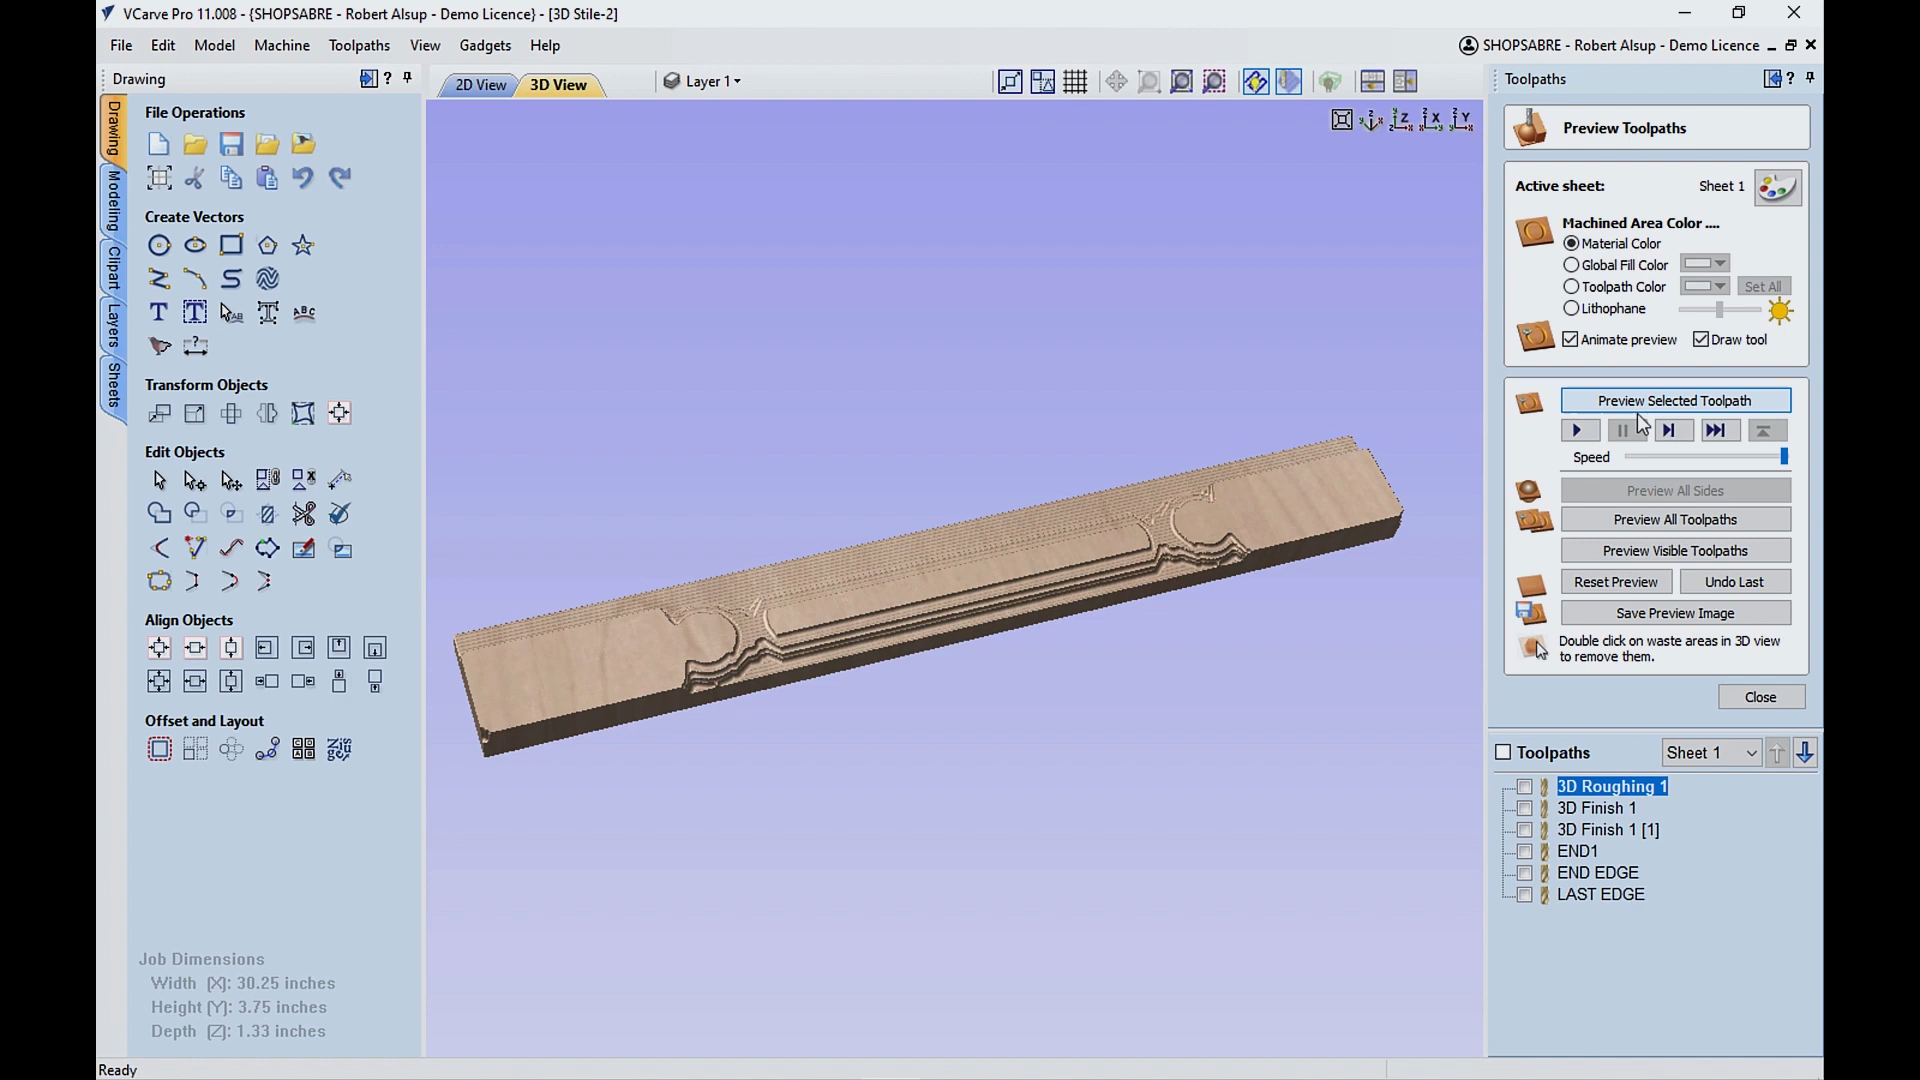 VCarve Pro 11.008 - {SHOPSABRE - Robert Alsup - Demo Licence} - [3D Stile-2]
File Edit Model Machine Toolpaths View Gadgets Help
SHOPSABRE - Robert Alsup - Demo Licence
Drawing
2D View
3D View
Layer 1
Toolpaths
Drawing
Modeling
Clipart
Layers
Sheets
File Operations
Create Vectors
Transform Objects
Edit Objects
Align Objects
Offset and Layout
Job Dimensions
Width (X): 30.25 inches
Height (Y): 3.75 inches
Depth (Z): 1.33 inches
Ready
Preview Toolpaths
Active sheet: Sheet 1
Machined Area Color ....
Material Color
Global Fill Color
Toolpath Color Set All
Lithophane
Animate preview Draw tool
Preview Selected Toolpath
Speed
Preview All Sides
Preview All Toolpaths
Preview Visible Toolpaths
Reset Preview Undo Last
Save Preview Image
Double click on waste areas in 3D view
to remove them.
Close
Toolpaths Sheet 1
3D Roughing 1
3D Finish 1
3D Finish 1 [1]
END1
END EDGE
LAST EDGE